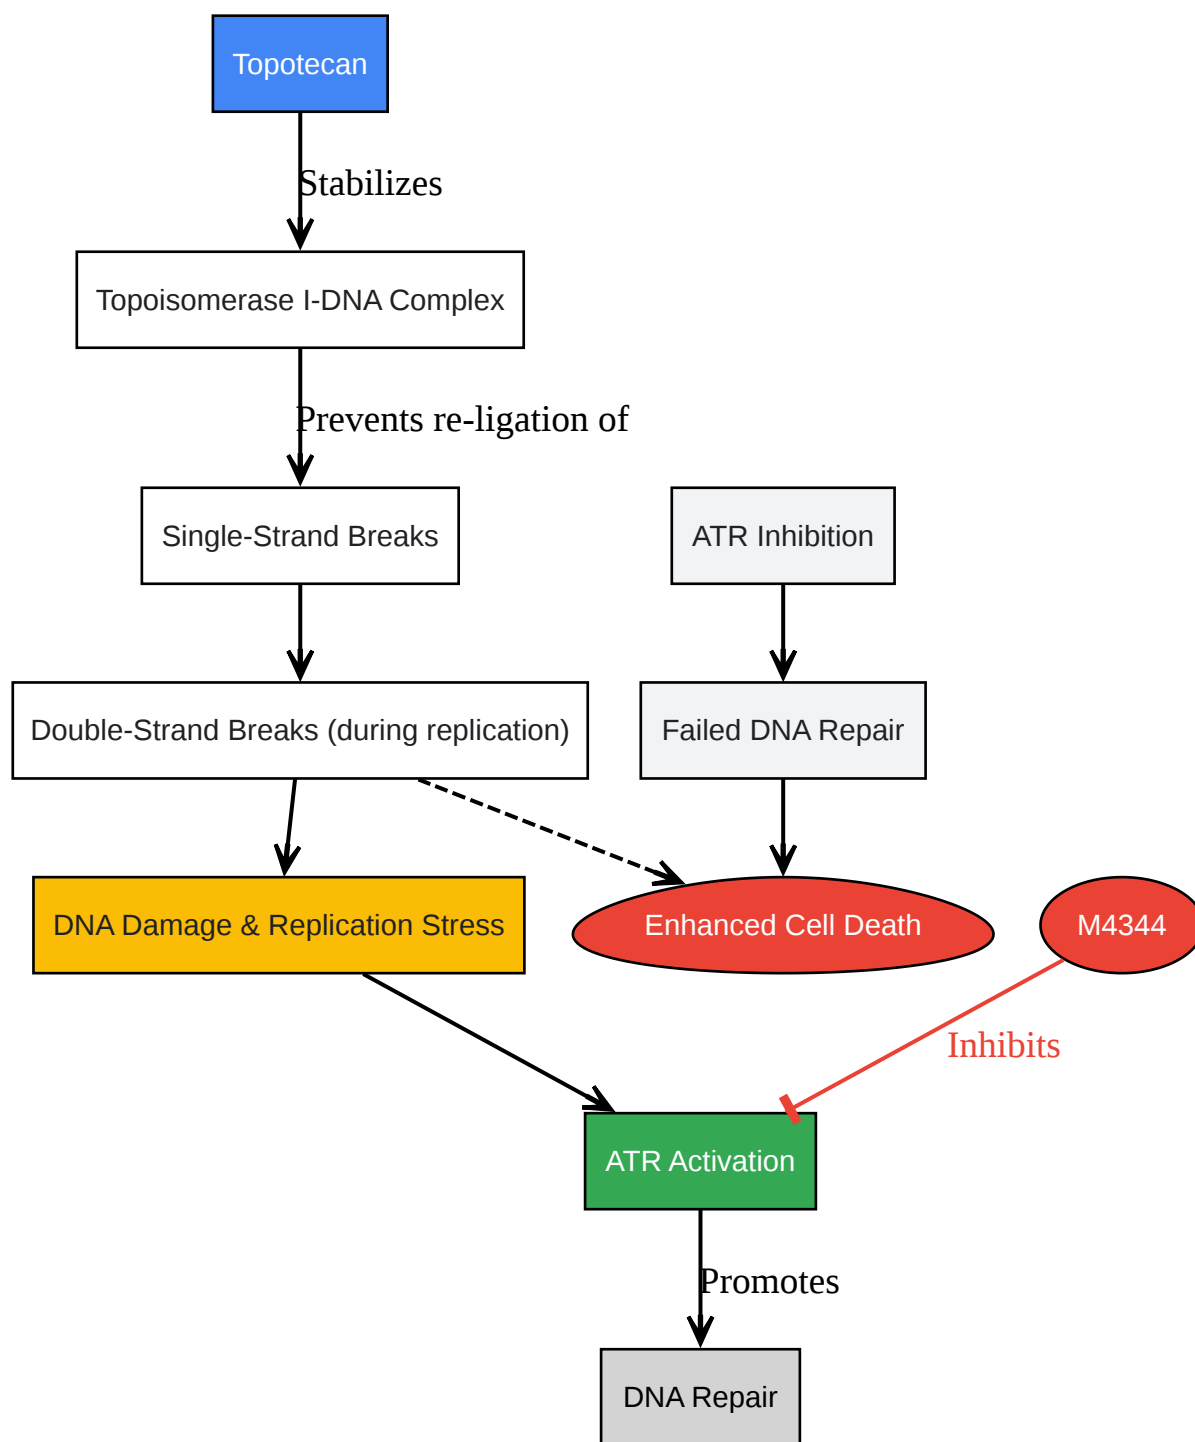 Topotecan
Stabilizes
Topoisomerase I-DNA Complex
Prevents re-ligation of
Single-Strand Breaks
ATR Inhibition
Double-Strand Breaks (during replication)
Failed DNA Repair
DNA Damage & Replication Stress
Enhanced Cell Death
M4344
Inhibits
ATR Activation
Promotes
DNA Repair